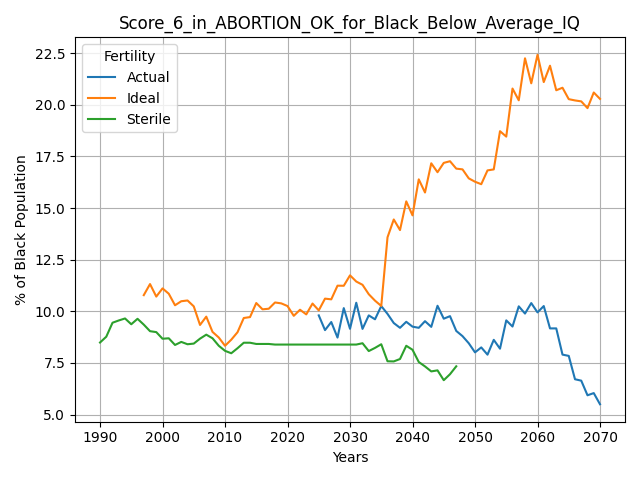 Score_6_in_ABORTION_OK_for_Black_Below_Average_IQ
Fertility
Actual
Ideal
Sterile
% of Black Population
22.5
20.0
17.5
15.0
12.5
10.0
7.5
5.0
1990 2000 2010 2020 2030 2040 2050 2060 2070
Years